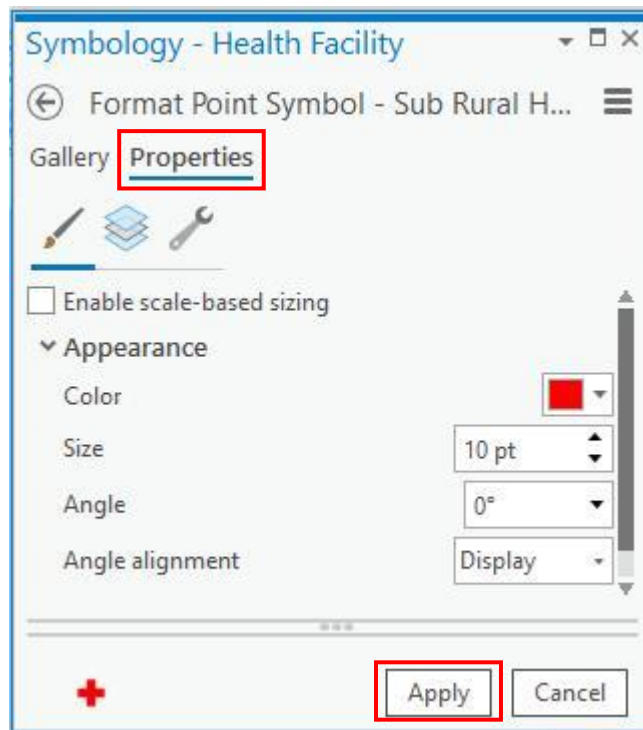 Symbology - Health Facility
Format Point Symbol - Sub Rural H...
Gallery Properties
Enable scale-based sizing
Appearance
Color
Size 10 pt
Angle 0°
Angle alignment Display
Apply Cancel